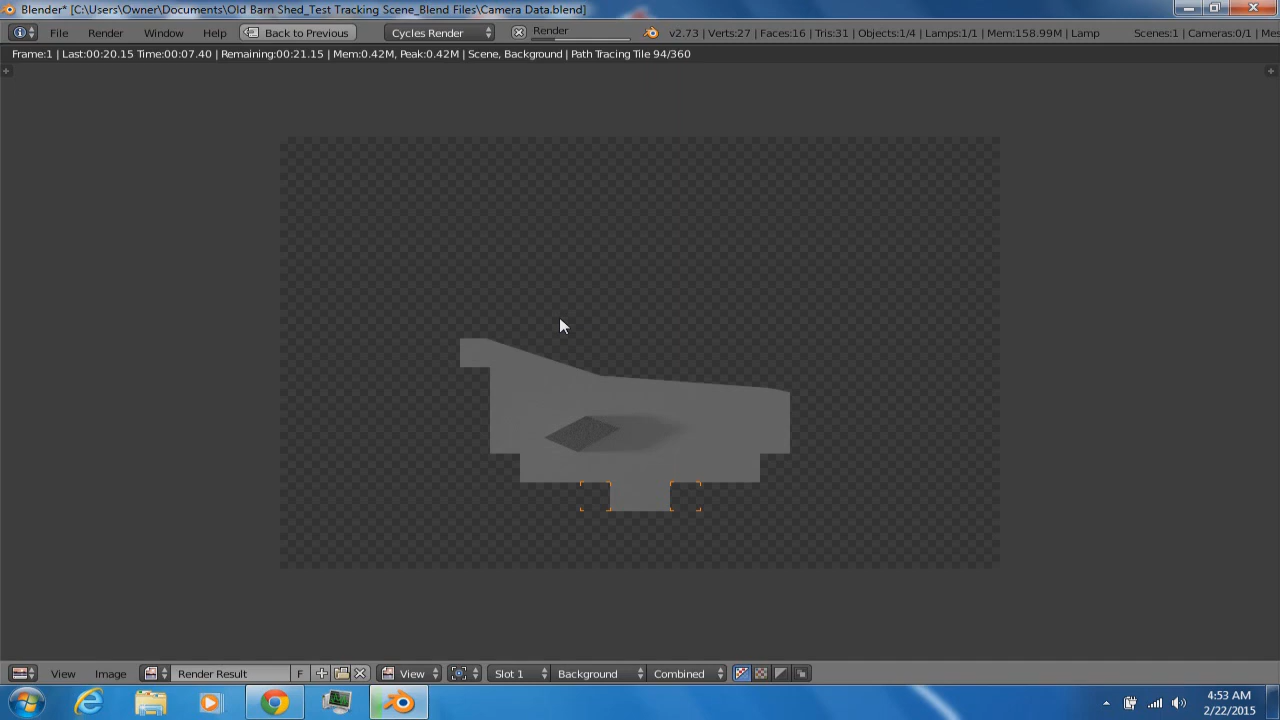 Blender* [C:\Users\Owner\Documents\Old Barn Shed_Test Tracking Scene_Blend Files\Camera Data.blend]
File Render Window Help Back to Previous Cycles Render Render v2.73 | Verts:27 | Faces:16 | Tris:31 | Objects:1/4 | Lamps:1/1 | Mem:158.99M | Lamp Scenes:1 | Cameras:0/1 | Mes
Frame:1 | Last:00:20.15 Time:00:07.40 | Remaining:00:21.15 | Mem:0.42M, Peak:0.42M | Scene, Background | Path Tracing Tile 94/360
View Image Render Result F View Slot 1 Background Combined
4:53 AM
2/22/2015